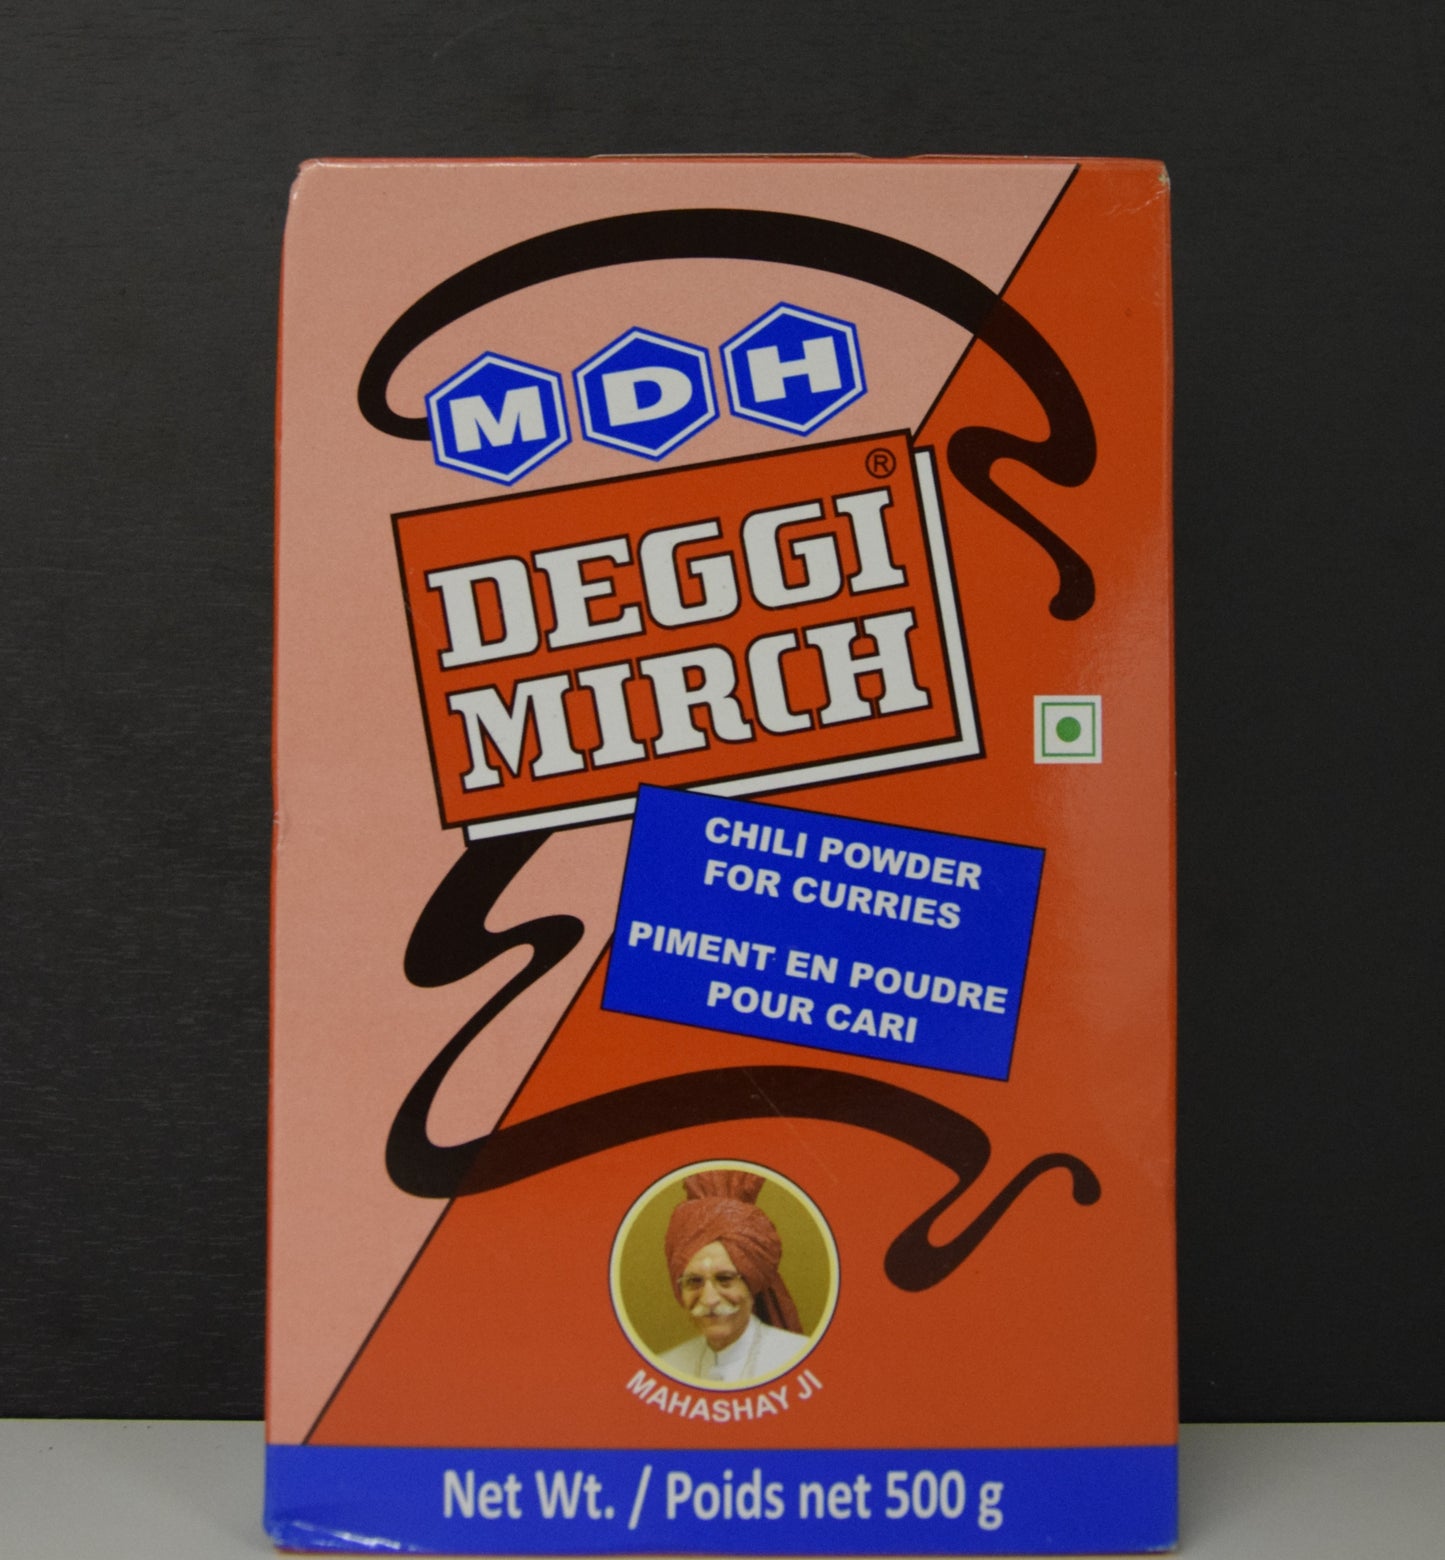 MDH
®
DEGGI
MIRCH
CHILI POWDER
FOR CURRIES
PIMENT EN POUDRE
POUR CARI
MAHASHAY JI
Net Wt. / Poids net 500 g